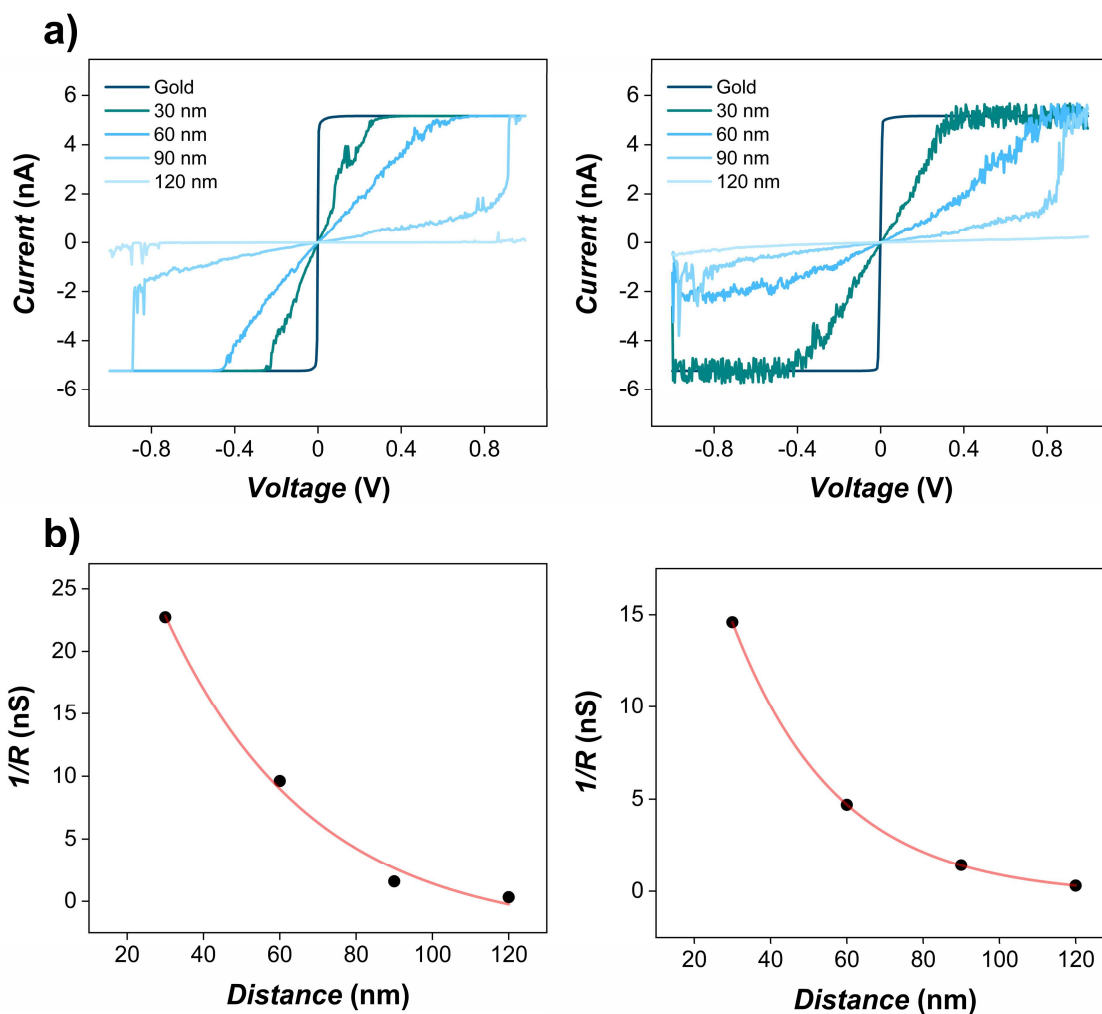 a)
Gold
30 nm
60 nm
90 nm
120 nm
6
4
2
0
-2
-4
-6
Current (nA)
-0.8
-0.4
0
0.4
0.8
Voltage (V)
Gold
30 nm
60 nm
90 nm
120 nm
6
4
2
0
-2
-4
-6
Current (nA)
-0.8
-0.4
0
0.4
0.8
Voltage (V)
b)
25
20
15
10
5
0
1/R (nS)
20
40
60
80
100
120
Distance (nm)
15
10
5
0
1/R (nS)
20
40
60
80
100
120
Distance (nm)